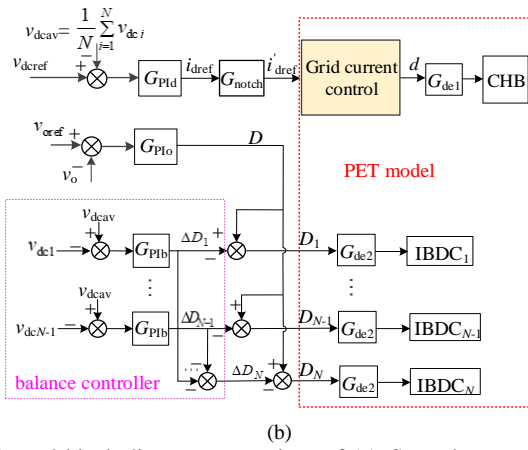 v_dcav = 1/N ∑_{i=1}^{N} v_dc i
v_dcref + −
G_PId
i_dref
G_notch
i'_dref
Grid current control
d
G_de1
CHB
v_oref +
v_o −
G_PIo
D
PET model
v_dcav
+
v_dc1 −
G_PIb
ΔD_1 + −
D_1
G_de2
IBDC_1
⋮
⋮
v_dcav
+
v_dcN-1 −
G_PIb
ΔD_N-1 + −
D_N-1
G_de2
IBDC_N-1
balance controller
... − −
ΔD_N − +
D_N
G_de2
IBDC_N
(b)